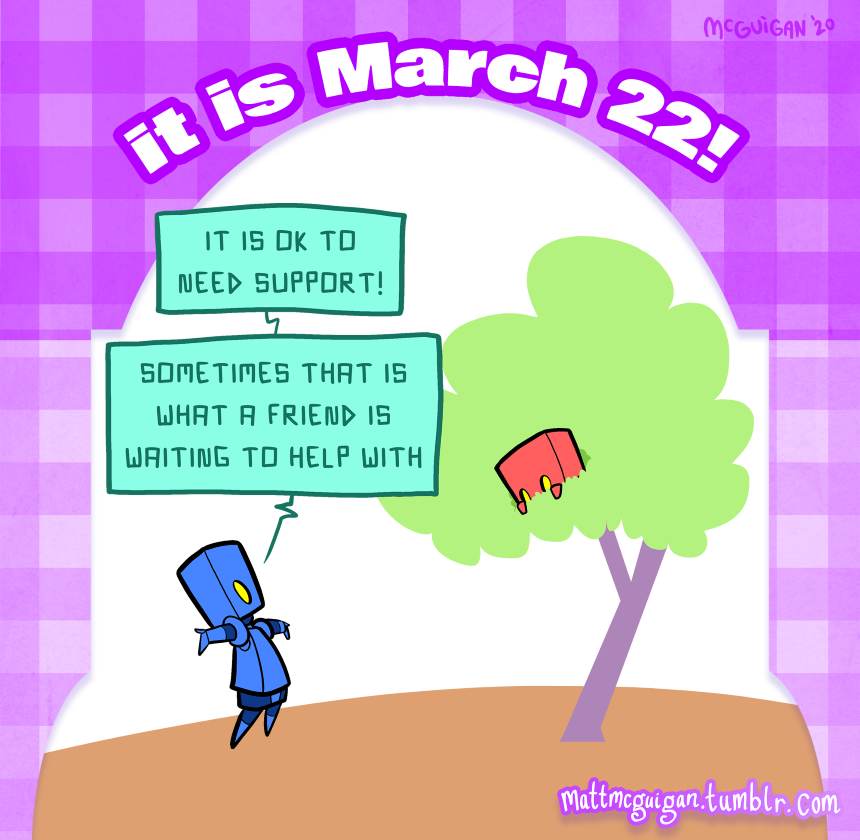 McGUiGAN '20
it is March 22!
IT IS OK TO
NEED SUPPORT!
SOMETIMES THAT IS
WHAT A FRIEND IS
WAITING TO HELP WITH
mattmcguigan.tumblr.com